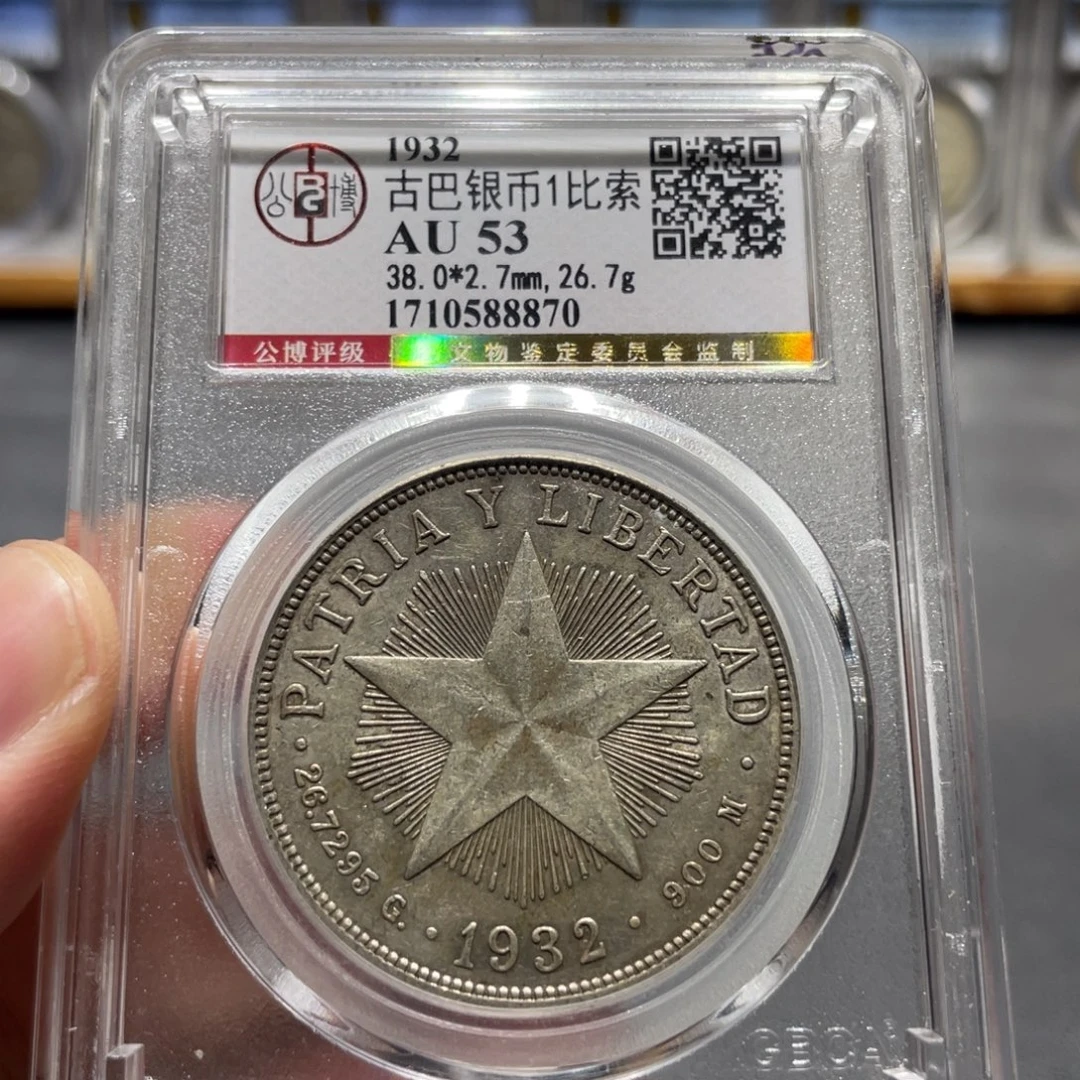 1932
公博
古巴银币1比索
AU 53
38.0*2.7mm, 26.7g
1710588870
公博评级
文物鉴定委员会监制
PATRIA Y LIBERTAD
26.7295 G. · 1932 · 900 M
GBCA